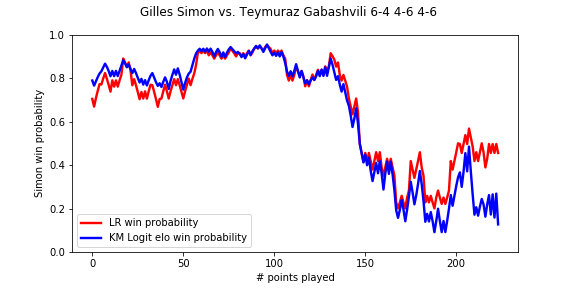 Gilles Simon vs. Teymuraz Gabashvili 6-4 4-6 4-6
1.0
0.8
0.6
0.4
0.2
0.0
Simon win probability
LR win probability
KM Logit elo win probability
0
50
100
150
200
# points played